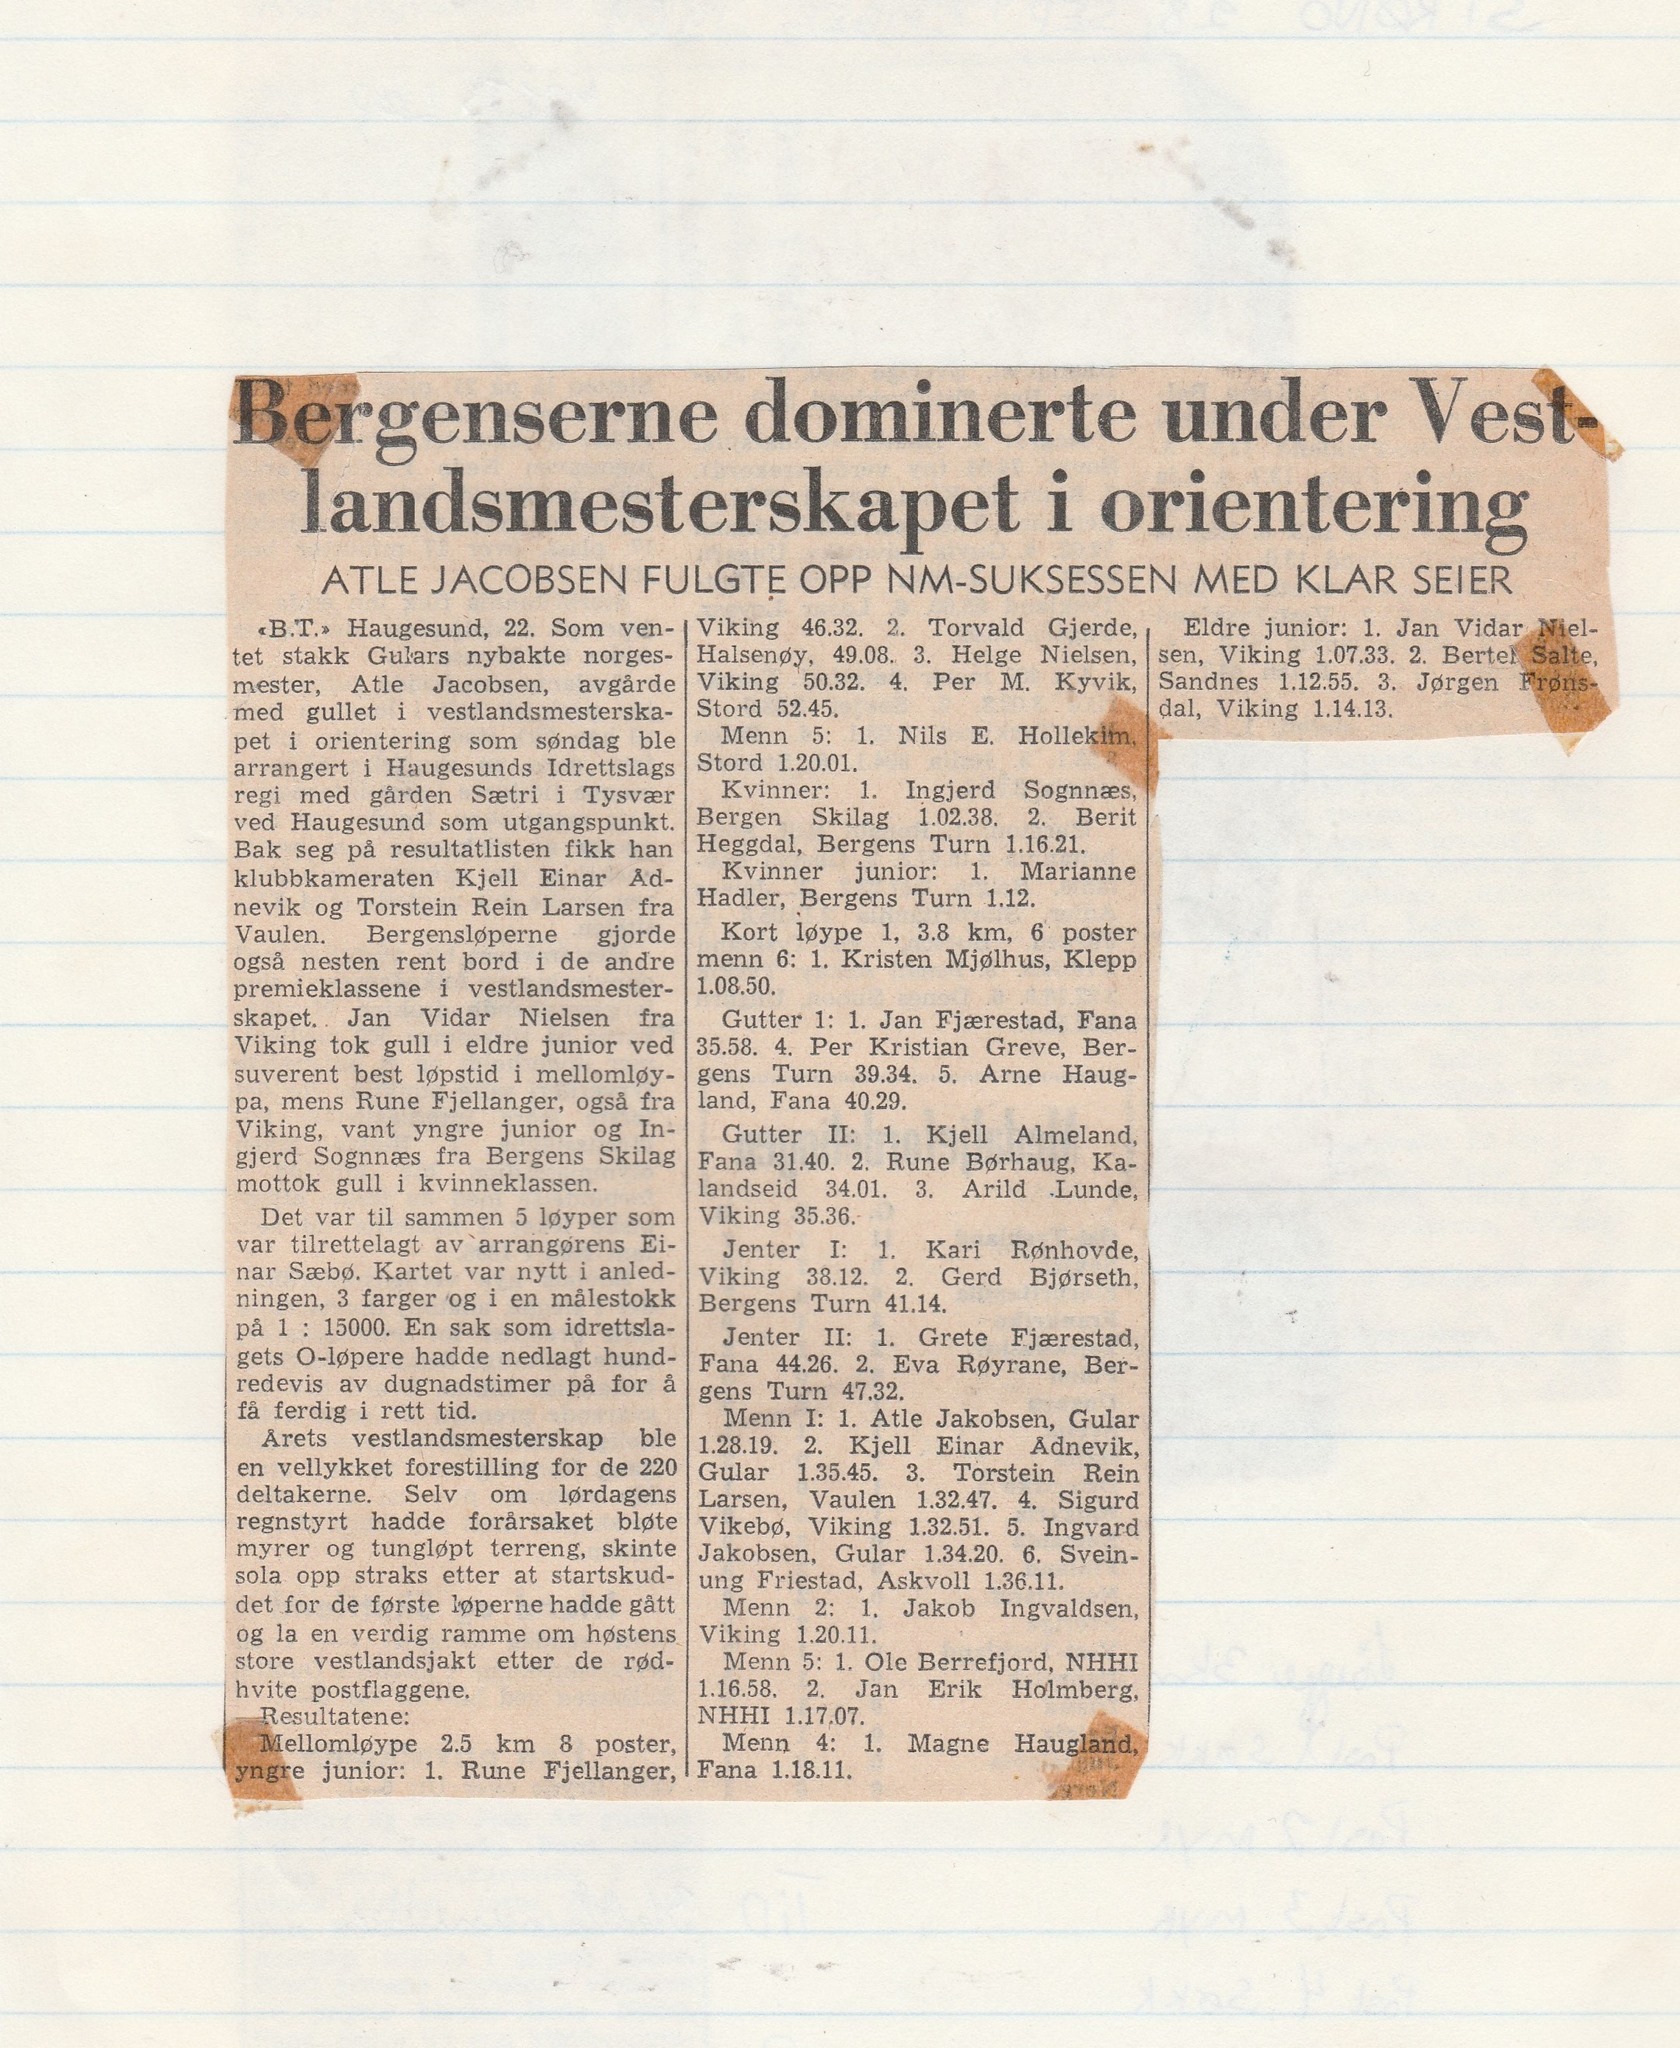 Bergenserne dominerte under Vest-
landsmesterskapet i orientering
ATLE JACOBSEN FULGTE OPP NM-SUKSESSEN MED KLAR SEIER
«B.T.» Haugesund, 22. Som ven-
tet stakk Gulars nybakte norges-
mester, Atle Jacobsen, avgårde
med gullet i vestlandsmesterska-
pet i orientering som søndag ble
arrangert i Haugesunds Idrettslags
regi med gården Sætri i Tysvær
ved Haugesund som utgangspunkt.
Bak seg på resultatlisten fikk han
klubbkameraten Kjell Einar Åd-
nevik og Torstein Rein Larsen fra
Vaulen. Bergensløperne gjorde
også nesten rent bord i de andre
premieklassene i vestlandsmester-
skapet. Jan Vidar Nielsen fra
Viking tok gull i eldre junior ved
suverent best løpstid i mellomløy-
pa, mens Rune Fjellanger, også fra
Viking, vant yngre junior og In-
gjerd Sognnæs fra Bergens Skilag
mottok gull i kvinneklassen.
Det var til sammen 5 løyper som
var tilrettelagt av arrangørens Ei-
nar Sæbø. Kartet var nytt i anled-
ningen, 3 farger og i en målestokk
på 1 : 15000. En sak som idrettsla-
gets O-løpere hadde nedlagt hund-
redevis av dugnadstimer på for å
få ferdig i rett tid.
Årets vestlandsmesterskap ble
en vellykket forestilling for de 220
deltakerne. Selv om lørdagens
regnstyrt hadde forårsaket bløte
myrer og tungløpt terreng, skinte
sola opp straks etter at startskud-
det for de første løperne hadde gått
og la en verdig ramme om høstens
store vestlandsjakt etter de rød-
hvite postflaggene.
Resultatene:
Mellomløype 2.5 km 8 poster,
yngre junior: 1. Rune Fjellanger,
Viking 46.32. 2. Torvald Gjerde,
Halsenøy, 49.08. 3. Helge Nielsen,
Viking 50.32. 4. Per M. Kyvik,
Stord 52.45.
Menn 5: 1. Nils E. Hollekim,
Stord 1.20.01.
Kvinner: 1. Ingjerd Sognnæs,
Bergen Skilag 1.02.38. 2. Berit
Heggdal, Bergens Turn 1.16.21.
Kvinner junior: 1. Marianne
Hadler, Bergens Turn 1.12.
Kort løype 1, 3.8 km, 6 poster
menn 6: 1. Kristen Mjølhus, Klepp
1.08.50.
Gutter 1: 1. Jan Fjærestad, Fana
35.58. 4. Per Kristian Greve, Ber-
gens Turn 39.34. 5. Arne Haug-
land, Fana 40.29.
Gutter II: 1. Kjell Almeland,
Fana 31.40. 2. Rune Børhaug, Ka-
landseid 34.01. 3. Arild Lunde,
Viking 35.36.
Jenter I: 1. Kari Rønhovde,
Viking 38.12. 2. Gerd Bjørseth,
Bergens Turn 41.14.
Jenter II: 1. Grete Fjærestad,
Fana 44.26. 2. Eva Røyrane, Ber-
gens Turn 47.32.
Menn I: 1. Atle Jakobsen, Gular
1.28.19. 2. Kjell Einar Ådnevik,
Gular 1.35.45. 3. Torstein Rein
Larsen, Vaulen 1.32.47. 4. Sigurd
Vikebø, Viking 1.32.51. 5. Ingvard
Jakobsen, Gular 1.34.20. 6. Svein-
ung Friestad, Askvoll 1.36.11.
Menn 2: 1. Jakob Ingvaldsen,
Viking 1.20.11.
Menn 5: 1. Ole Berrefjord, NHHI
1.16.58. 2. Jan Erik Holmberg,
NHHI 1.17.07.
Menn 4: 1. Magne Haugland,
Fana 1.18.11.
Eldre junior: 1. Jan Vidar Niel-
sen, Viking 1.07.33. 2. Bertel Salte,
Sandnes 1.12.55. 3. Jørgen Frøns-
dal, Viking 1.14.13.